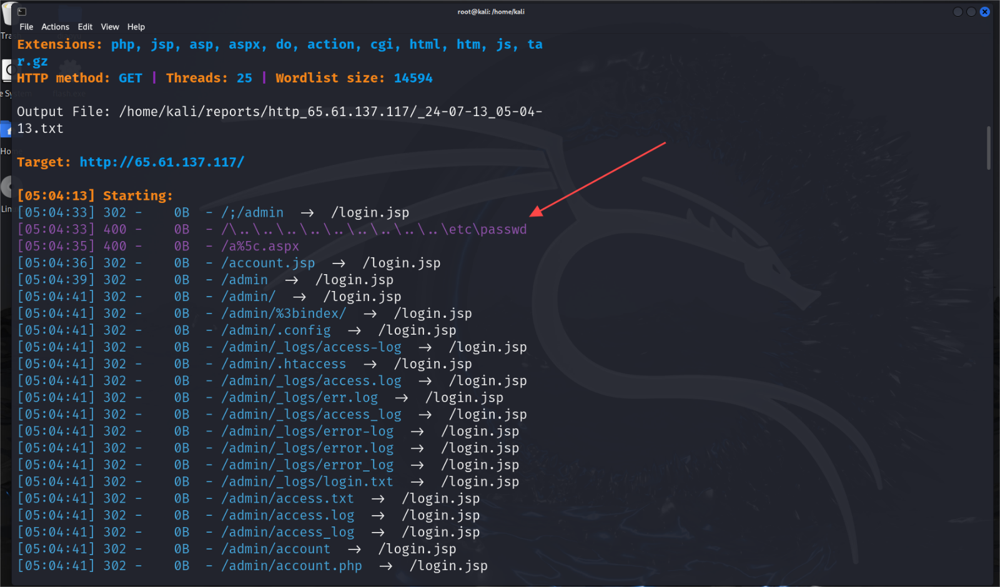 root@kali: /home/kali
File Actions Edit View Help
Extensions: php, jsp, asp, aspx, do, action, cgi, html, htm, js, ta
r.gz
HTTP method: GET | Threads: 25 | Wordlist size: 14594
Output File: /home/kali/reports/http_65.61.137.117/_24-07-13_05-04-
13.txt
Target: http://65.61.137.117/
[05:04:13] Starting:
[05:04:33] 302 -    0B  - /;/admin  →  /login.jsp
[05:04:33] 400 -    0B  - /\..\..\..\..\..\..\..\..\..\etc\passwd
[05:04:35] 400 -    0B  - /a%5c.aspx
[05:04:36] 302 -    0B  - /account.jsp  →  /login.jsp
[05:04:39] 302 -    0B  - /admin  →  /login.jsp
[05:04:41] 302 -    0B  - /admin/  →  /login.jsp
[05:04:41] 302 -    0B  - /admin/%3bindex/  →  /login.jsp
[05:04:41] 302 -    0B  - /admin/.config  →  /login.jsp
[05:04:41] 302 -    0B  - /admin/_logs/access-log  →  /login.jsp
[05:04:41] 302 -    0B  - /admin/.htaccess  →  /login.jsp
[05:04:41] 302 -    0B  - /admin/_logs/access.log  →  /login.jsp
[05:04:41] 302 -    0B  - /admin/_logs/err.log  →  /login.jsp
[05:04:41] 302 -    0B  - /admin/_logs/access_log  →  /login.jsp
[05:04:41] 302 -    0B  - /admin/_logs/error-log  →  /login.jsp
[05:04:41] 302 -    0B  - /admin/_logs/error.log  →  /login.jsp
[05:04:41] 302 -    0B  - /admin/_logs/error_log  →  /login.jsp
[05:04:41] 302 -    0B  - /admin/_logs/login.txt  →  /login.jsp
[05:04:41] 302 -    0B  - /admin/access.txt  →  /login.jsp
[05:04:41] 302 -    0B  - /admin/access.log  →  /login.jsp
[05:04:41] 302 -    0B  - /admin/access_log  →  /login.jsp
[05:04:41] 302 -    0B  - /admin/account  →  /login.jsp
[05:04:41] 302 -    0B  - /admin/account.php  →  /login.jsp